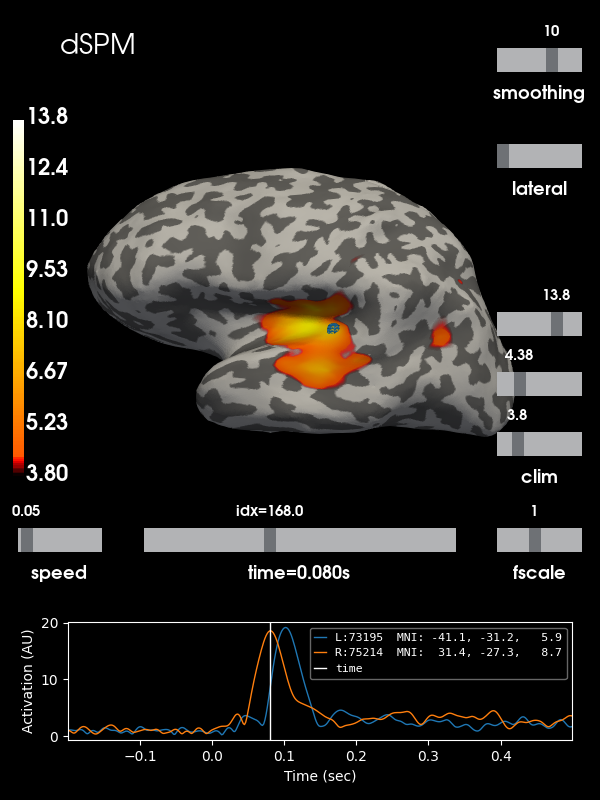 dSPM
10
smoothing
lateral
13.8
12.4
11.0
9.53
8.10
6.67
5.23
3.80
13.8
4.38
3.8
clim
0.05
speed
idx=168.0
time=0.080s
1
fscale
Activation (AU)
20
10
0
L:73195 MNI: -41.1, -31.2, 5.9
R:75214 MNI: 31.4, -27.3, 8.7
time
−0.1 0.0 0.1 0.2 0.3 0.4
Time (sec)